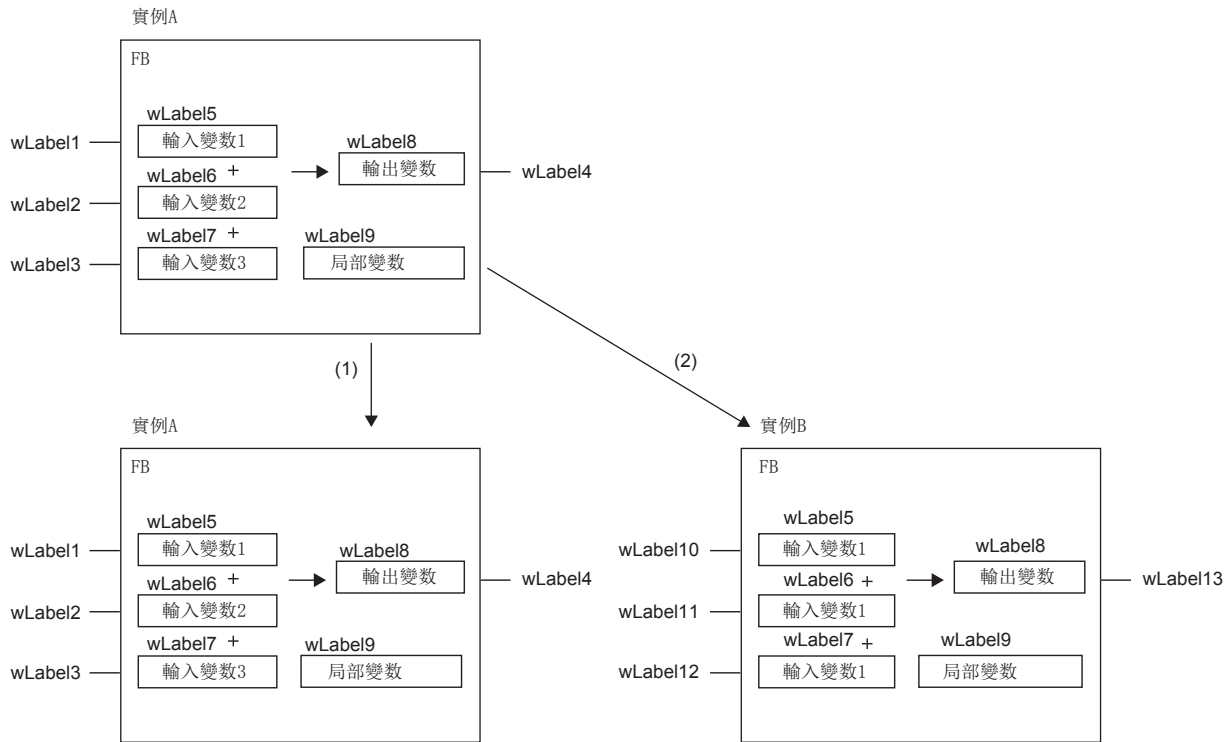 實例A
FB
wLabel5
wLabel1 輸入變数1
wLabel8
輸出變数 wLabel4
wLabel6 +
wLabel2 輸入變数2
wLabel7 +
wLabel3 輸入變数3
wLabel9
局部變数
(1)
(2)
實例A
FB
wLabel5
wLabel1 輸入變数1
wLabel8
輸出變数 wLabel4
wLabel6 +
wLabel2 輸入變数2
wLabel7 +
wLabel3 輸入變数3
wLabel9
局部變数
實例B
FB
wLabel5
wLabel10 輸入變数1
wLabel8
輸出變数 wLabel13
wLabel6 +
wLabel11 輸入變数1
wLabel7 +
wLabel12 輸入變数1
wLabel9
局部變数